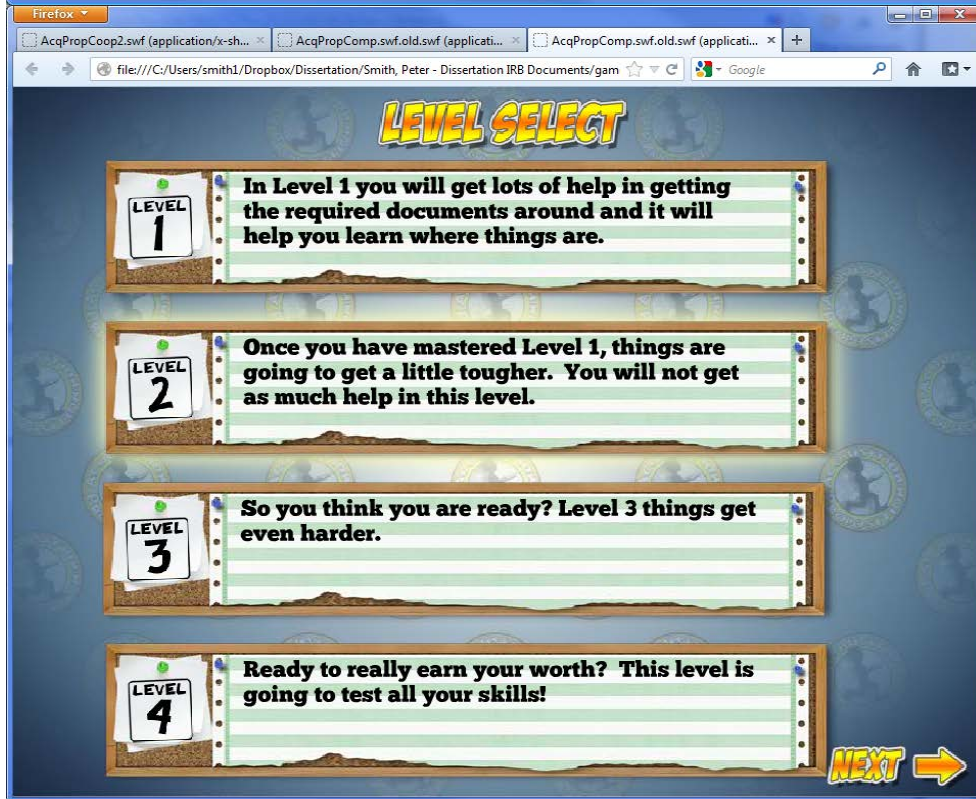 Firefox
AcqPropCoop2.swf (application/x-sh...
AcqPropComp.swf.old.swf (applicati...
AcqPropComp.swf.old.swf (applicati...
file:///C:/Users/smith1/Dropbox/Dissertation/Smith, Peter - Dissertation IRB Documents/gam
Google
LEVEL SELECT
LEVEL
1
In Level 1 you will get lots of help in getting
the required documents around and it will
help you learn where things are.
LEVEL
2
Once you have mastered Level 1, things are
going to get a little tougher. You will not get
as much help in this level.
LEVEL
3
So you think you are ready? Level 3 things get
even harder.
LEVEL
4
Ready to really earn your worth? This level is
going to test all your skills!
NEXT